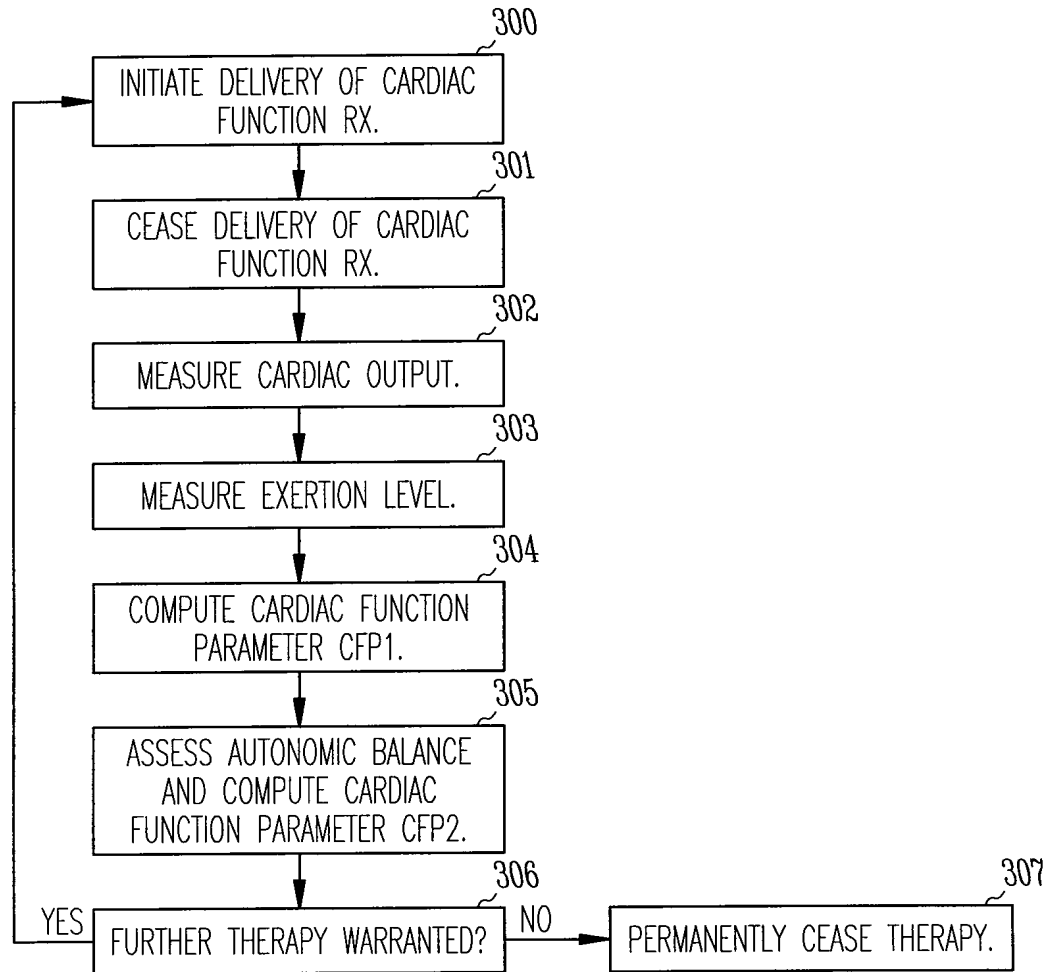 300
INITIATE DELIVERY OF CARDIAC
FUNCTION RX.
301
CEASE DELIVERY OF CARDIAC
FUNCTION RX.
302
MEASURE CARDIAC OUTPUT.
303
MEASURE EXERTION LEVEL.
304
COMPUTE CARDIAC FUNCTION
PARAMETER CFP1.
305
ASSESS AUTONOMIC BALANCE
AND COMPUTE CARDIAC
FUNCTION PARAMETER CFP2.
306
YES
FURTHER THERAPY WARRANTED?
NO
307
PERMANENTLY CEASE THERAPY.